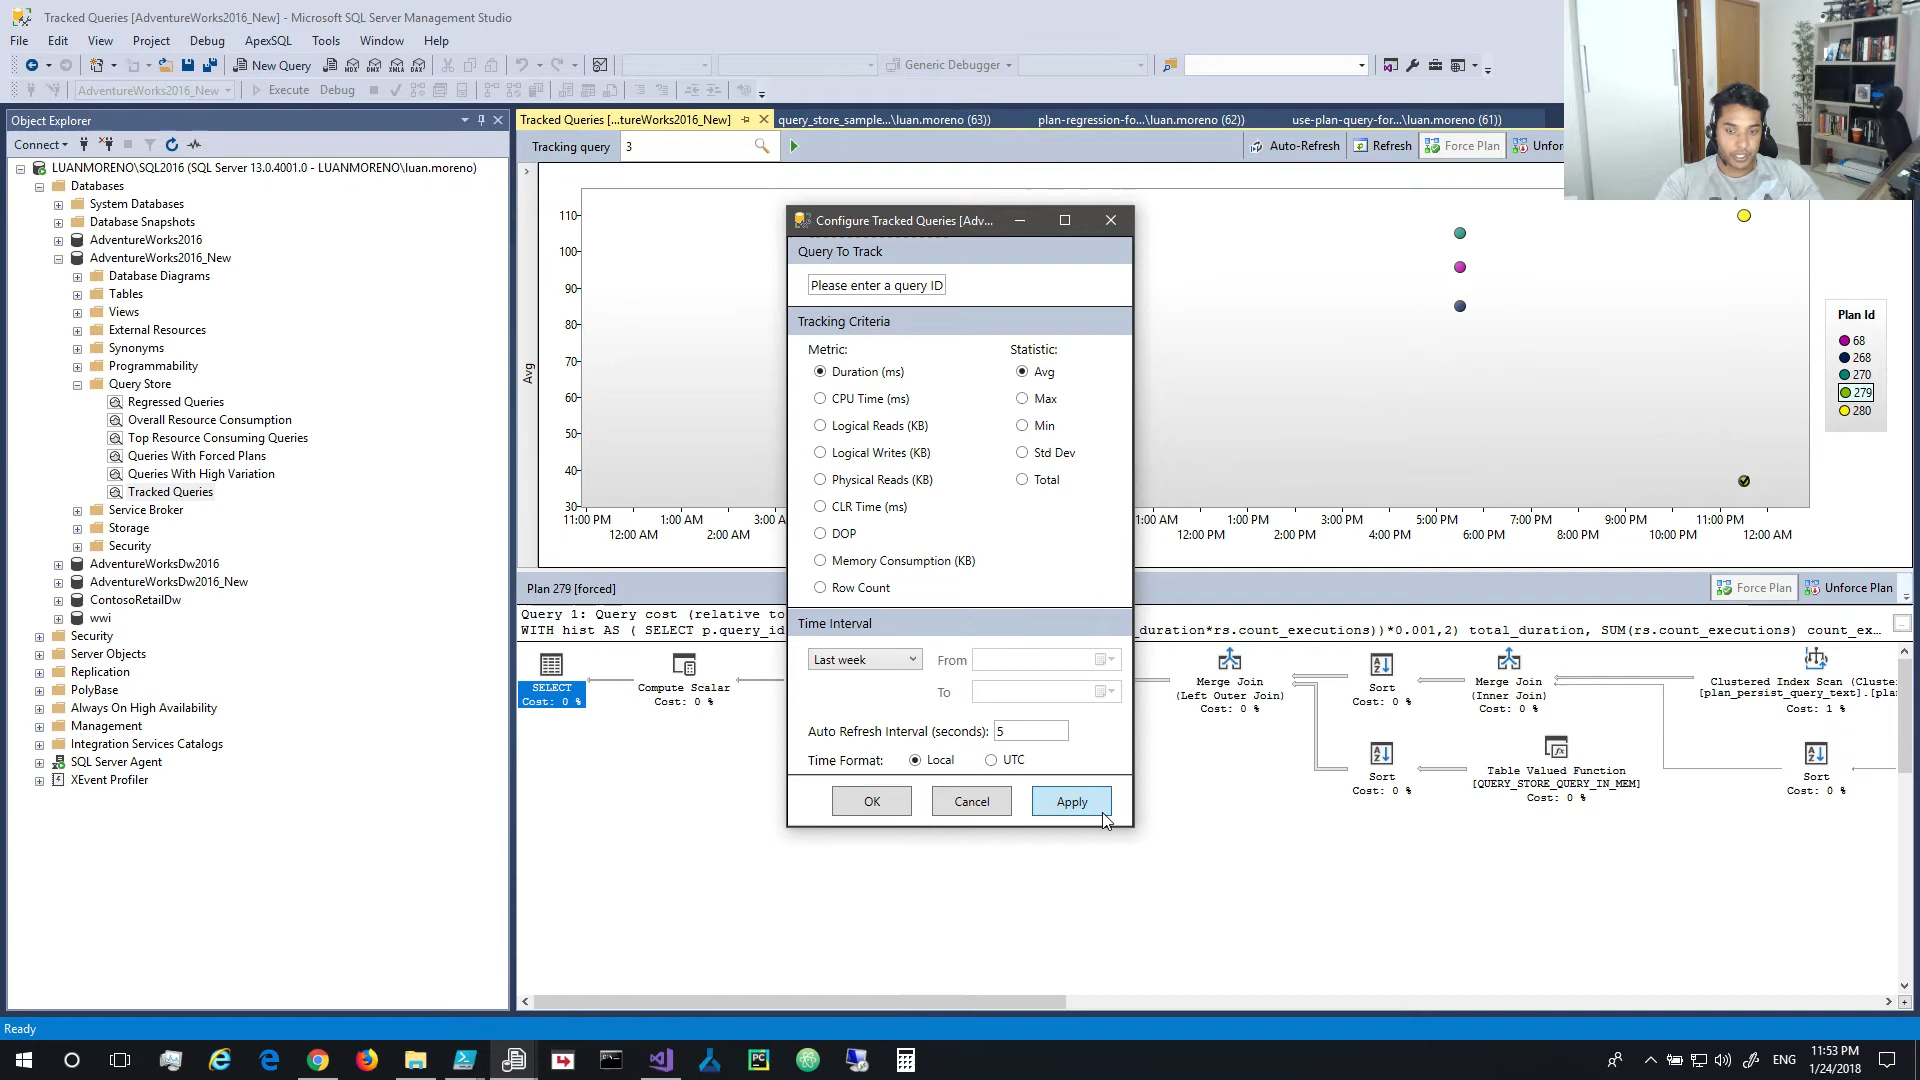 Tracked Queries [AdventureWorks2016_New] - Microsoft SQL Server Management Studio
File Edit View Project Debug ApexSQL Tools Window Help
New Query Generic Debugger
AdventureWorks2016_New Execute Debug
Object Explorer
Connect
LUANMORENO\SQL2016 (SQL Server 13.0.4001.0 - LUANMORENO\luan.moreno)
Databases
System Databases
Database Snapshots
AdventureWorks2016
AdventureWorks2016_New
Database Diagrams
Tables
Views
External Resources
Synonyms
Programmability
Query Store
Regressed Queries
Overall Resource Consumption
Top Resource Consuming Queries
Queries With Forced Plans
Queries With High Variation
Tracked Queries
Service Broker
Storage
Security
AdventureWorksDw2016
AdventureWorksDw2016_New
ContosoRetailDw
wwi
Security
Server Objects
Replication
PolyBase
Always On High Availability
Management
Integration Services Catalogs
SQL Server Agent
XEvent Profiler
Tracked Queries [...tureWorks2016_New] query_store_sample...\luan.moreno (63)) plan-regression-fo...\luan.moreno (62)) use-plan-query-for...\luan.moreno (61))
Tracking query 3 Auto-Refresh Refresh Force Plan Unfor
110
100
90
80
70
60
50
40
30
Avg
11:00 PM 1:00 AM 3:00 A :00 AM 1:00 PM 3:00 PM 5:00 PM 7:00 PM 9:00 PM 11:00 PM
12:00 AM 2:00 AM 12:00 PM 2:00 PM 4:00 PM 6:00 PM 8:00 PM 10:00 PM 12:00 AM
Plan Id
68
268
270
279
280
Configure Tracked Queries [Adv...
Query To Track
Please enter a query ID
Tracking Criteria
Metric: Statistic:
Duration (ms) Avg
CPU Time (ms) Max
Logical Reads (KB) Min
Logical Writes (KB) Std Dev
Physical Reads (KB) Total
CLR Time (ms)
DOP
Memory Consumption (KB)
Row Count
Time Interval
Last week From
To
Auto Refresh Interval (seconds): 5
Time Format: Local UTC
OK Cancel Apply
Plan 279 [forced] Force Plan Unforce Plan
Query 1: Query cost (relative to
WITH hist AS ( SELECT p.query_id _duration*rs.count_executions))*0.001,2) total_duration, SUM(rs.count_executions) count_ex...
SELECT
Cost: 0 %
Compute Scalar
Cost: 0 %
Merge Join
(Left Outer Join)
Cost: 0 %
Sort
Cost: 0 %
Merge Join
(Inner Join)
Cost: 0 %
Clustered Index Scan (Cluste
[plan_persist_query_text].[pla
Cost: 1 %
Sort
Cost: 0 %
Table Valued Function
[QUERY_STORE_QUERY_IN_MEM]
Cost: 0 %
Sort
Cost: 0 %
Ready
ENG
11:53 PM
1/24/2018